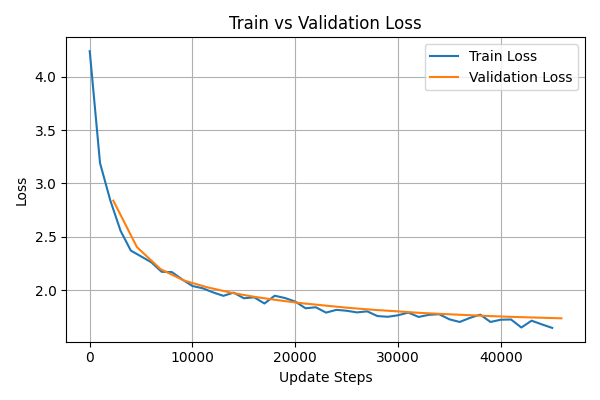 Train vs Validation Loss
Train Loss
Validation Loss
4.0
3.5
3.0
2.5
2.0
Loss
0 10000 20000 30000 40000
Update Steps